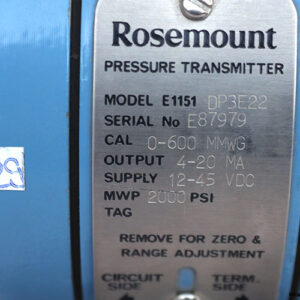 Rosemount
PRESSURE TRANSMITTER
MODEL E1151 DP3E22
SERIAL No E87979
CAL 0-600 MMWG
OUTPUT 4-20 MA
SUPPLY 12-45 VDC
MWP 2000 PSI
TAG
REMOVE FOR ZERO &
RANGE ADJUSTMENT
CIRCUIT TERM.
SIDE SIDE